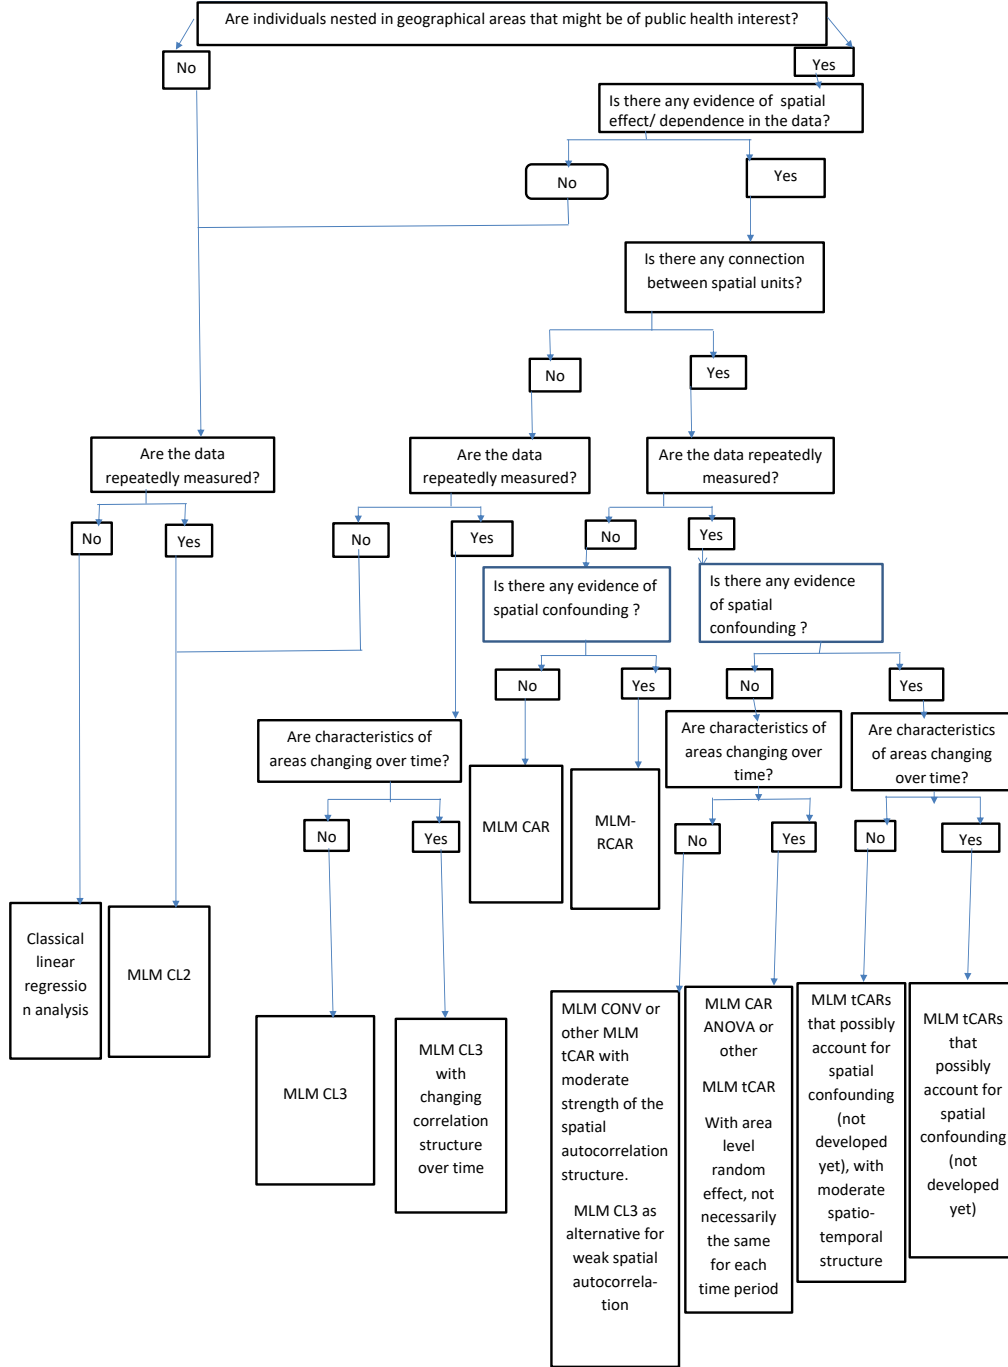 Are individuals nested in geographical areas that might be of public health interest?
No
Yes
Is there any evidence of spatial
effect/ dependence in the data?
No
Yes
Is there any connection
between spatial units?
No
Yes
Are the data
repeatedly measured?
Are the data
repeatedly measured?
Are the data repeatedly
measured?
No
Yes
No
Yes
No
Yes
Is there any evidence of
spatial confounding ?
Is there any evidence
of spatial
confounding ?
No
Yes
No
Yes
Are characteristics of
areas changing over time?
Are characteristics of
areas changing over
time?
Are characteristics
of areas changing
over time?
MLM CAR
MLM-
RCAR
No
Yes
No
Yes
No
Yes
Classical
linear
regressio
n analysis
MLM CL2
MLM CL3
MLM CL3
with
changing
correlation
structure
over time
MLM CONV or
other MLM
tCAR with
moderate
strength of the
spatial
autocorrelation
structure.
MLM CL3 as
alternative for
weak spatial
autocorrela-
tion
MLM CAR
ANOVA or
other
MLM tCAR
With area
level
random
effect, not
necessarily
the same
for each
time period
MLM tCARs
that possibly
account for
spatial
confounding
(not
developed
yet), with
moderate
spatio-
temporal
structure
MLM tCARs
that
possibly
account for
spatial
confounding
(not
developed
yet)